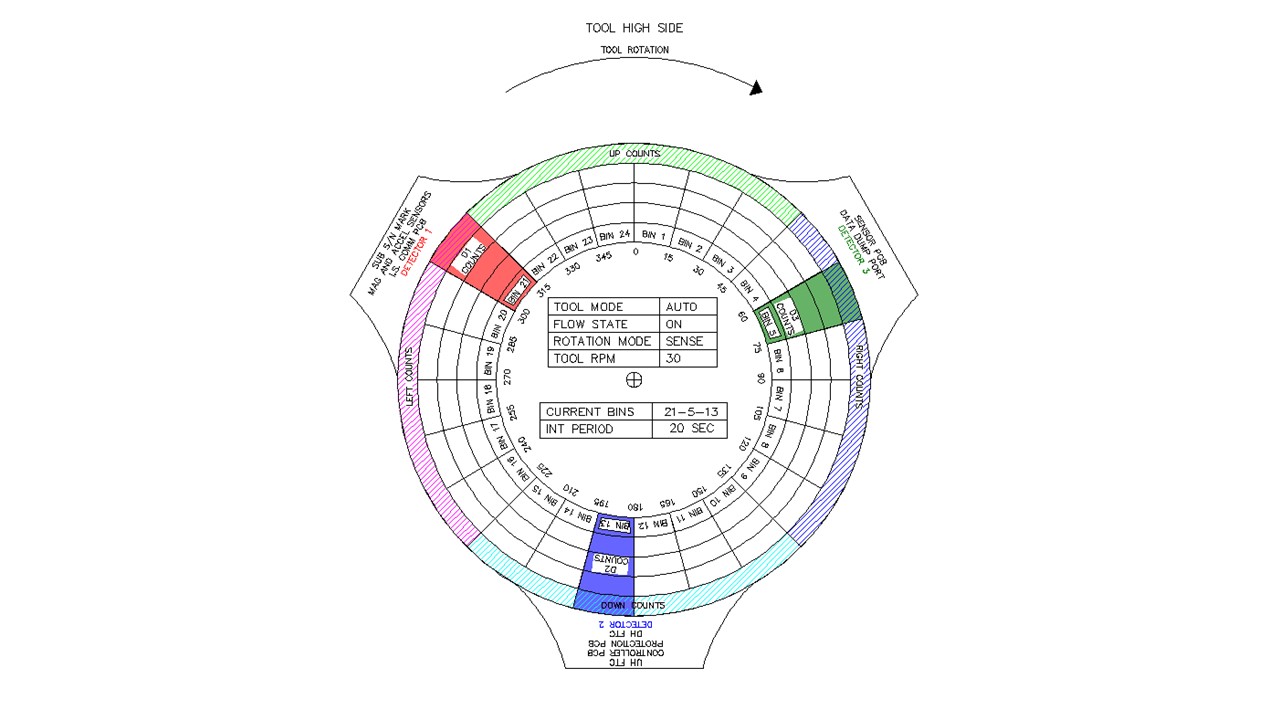 TOOL HIGH SIDE
TOOL ROTATION
UP COUNTS
SUB S/N MARK
MAG AND ACCEL SENSORS
I.S. COMM PCB
DETECTOR 1
SENSOR PCB
DATA DUMP PORT
DETECTOR 3
D1
COUNTS
D3
COUNTS
BIN 1
BIN 2
BIN 3
BIN 4
BIN 5
BIN 6
BIN 7
BIN 8
BIN 9
BIN 10
BIN 11
BIN 12
BIN 13
BIN 14
BIN 15
BIN 16
BIN 17
BIN 18
BIN 19
BIN 20
BIN 21
BIN 22
BIN 23
BIN 24
0
15
30
45
60
75
90
105
120
135
150
165
180
195
210
225
240
255
270
285
300
315
330
345
TOOL MODE AUTO
FLOW STATE ON
ROTATION MODE SENSE
TOOL RPM 30
CURRENT BINS 21-5-13
INT PERIOD 20 SEC
LEFT COUNTS
RIGHT COUNTS
D2
COUNTS
DOWN COUNTS
UH FTC
CONTROLLER PCB
PROTECTION PCB
DH FTC
DETECTOR 2